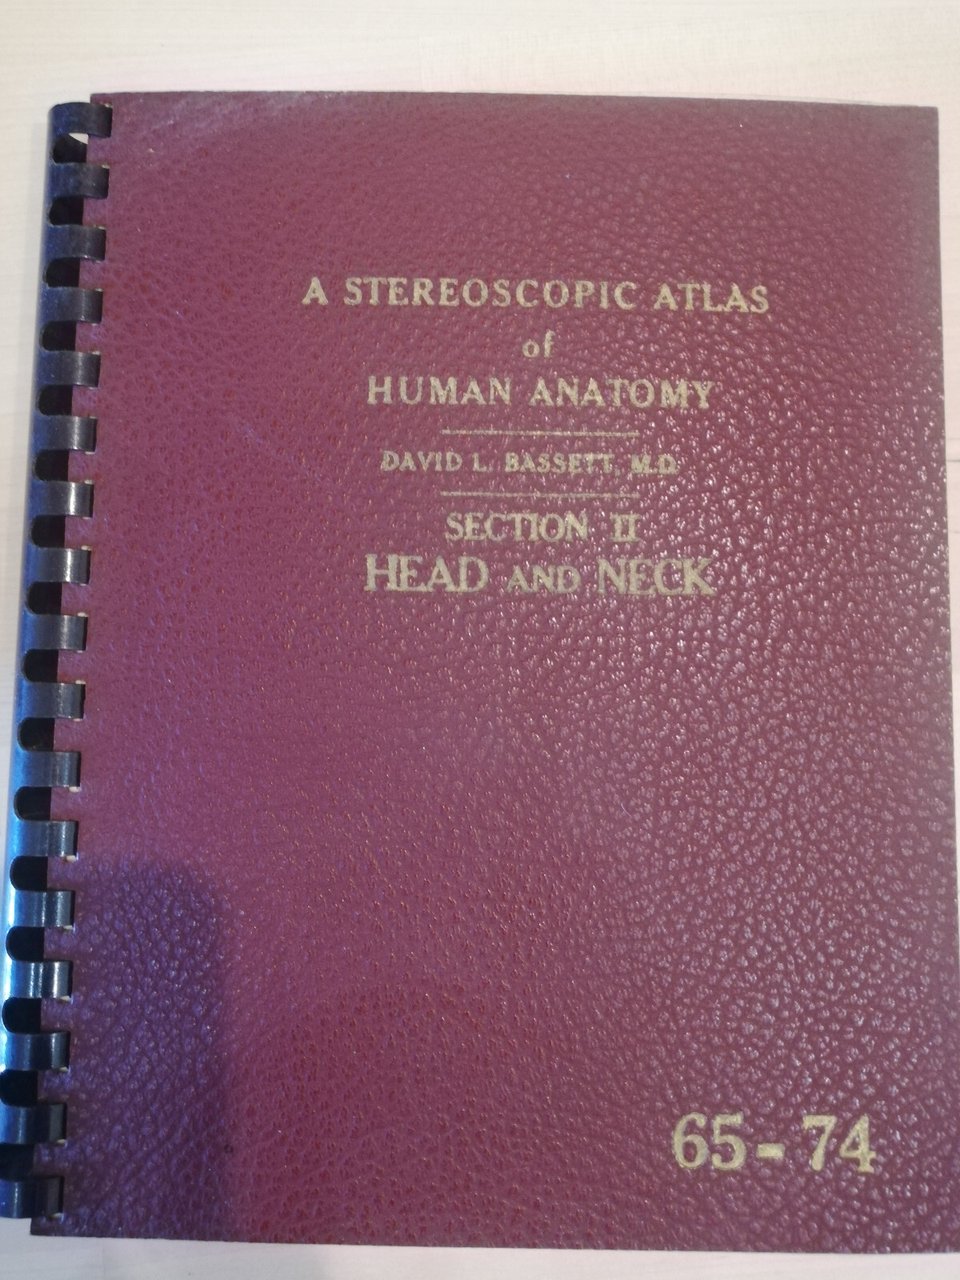 A STEREOSCOPIC ATLAS
of
HUMAN ANATOMY
DAVID L. BASSETT, M.D.
SECTION II
HEAD AND NECK
65-74